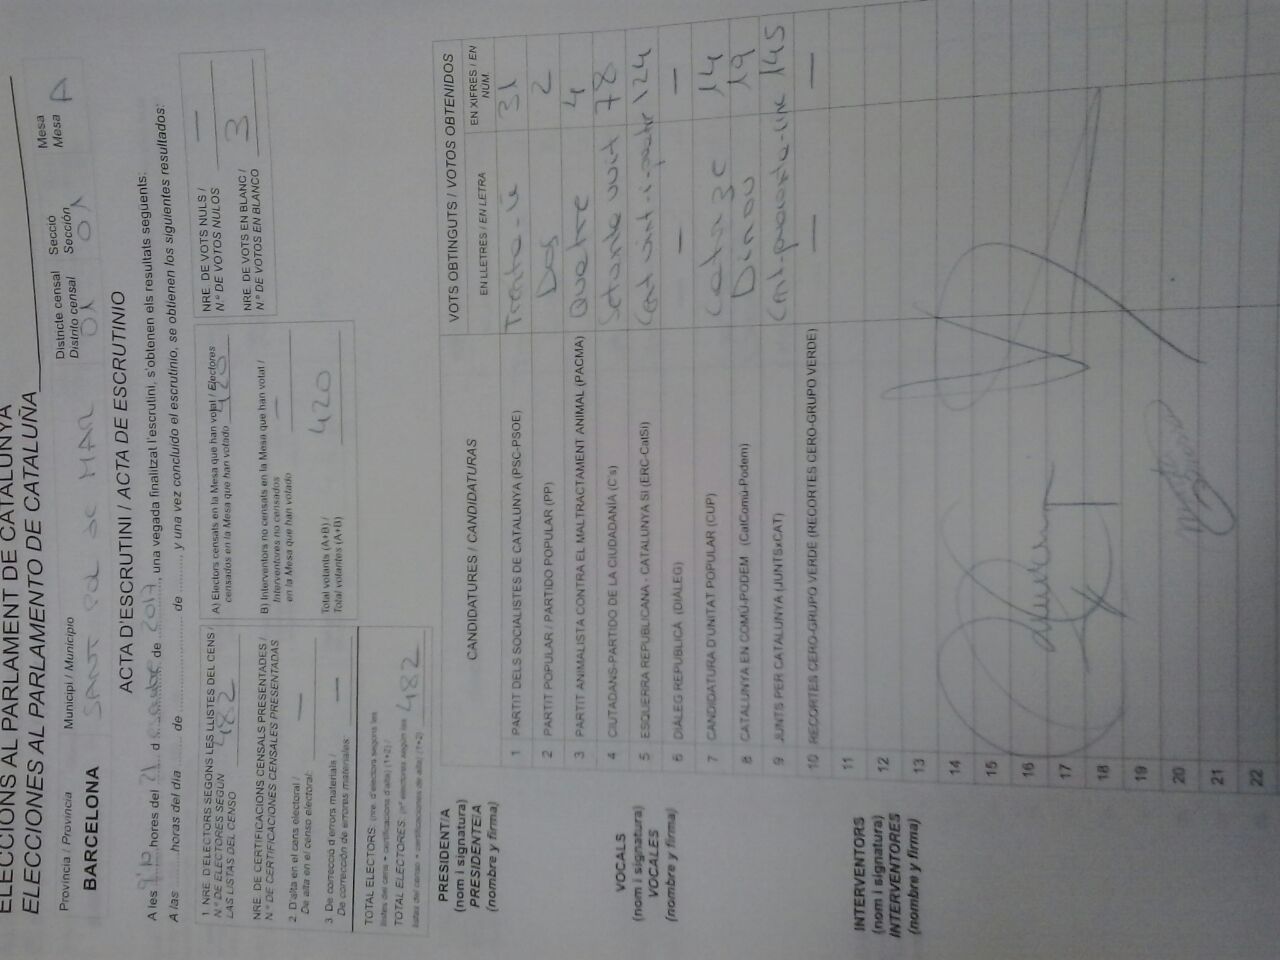 ELECCIONS AL PARLAMENT DE CATALUNYA
ELECCIONES AL PARLAMENTO DE CATALUÑA
Província / Provincia
BARCELONA
Municipi / Municipio
SANT POL DE MAR
Districte censal
Distrito censal
01
Secció
Sección
01
Mesa
Mesa
A
ACTA D'ESCRUTINI / ACTA DE ESCRUTINIO
A les 9'10 hores del 21 d de 2017, una vegada finalitzat l'escrutini, s'obtenen els resultats següents:
A las ........ horas del día ........ de ........ de ........ y una vez concluido el escrutinio, se obtienen los siguientes resultados:
1. NRE. D'ELECTORS SEGONS LES LLISTES DEL CENS /
N.º DE ELECTORES SEGÚN
LAS LISTAS DEL CENSO 482
NRE. DE CERTIFICACIONS CENSALS PRESENTADES /
N.º DE CERTIFICACIONES CENSALES PRESENTADAS
2. D'alta en el cens electoral /
De alta en el censo electoral: —
3. De correcció d'errors materials /
De corrección de errores materiales: —
TOTAL ELECTORS: (nre. d'electors segons les
llistes del cens + certificacions d'alta) (1+2) /
TOTAL ELECTORES: (nº electores según las
listas del censo + certificaciones de alta) (1+2) 482
A) Electors censats en la Mesa que han votat / Electores
censados en la Mesa que han votado 420
B) Interventors no censats en la Mesa que han votat /
Interventores no censados
en la Mesa que han votado —
Total votants (A+B) /
Total votantes (A+B) 420
NRE. DE VOTS NULS /
N.º DE VOTOS NULOS —
NRE. DE VOTS EN BLANC /
N.º DE VOTOS EN BLANCO 3
CANDIDATURES / CANDIDATURAS
VOTS OBTINGUTS / VOTOS OBTENIDOS
EN LLETRES / EN LETRA
EN XIFRES / EN NÚM.
1 PARTIT DELS SOCIALISTES DE CATALUNYA (PSC-PSOE) Trenta-u 31
2 PARTIT POPULAR / PARTIDO POPULAR (PP) Dos 2
3 PARTIT ANIMALISTA CONTRA EL MALTRACTAMENT ANIMAL (PACMA) Quatre 4
4 CIUTADANS-PARTIDO DE LA CIUDADANÍA (C's) Setanta vuit 78
5 ESQUERRA REPUBLICANA - CATALUNYA SÍ (ERC-CatSí) Cent vint-i-quatre 124
6 DIÀLEG REPUBLICÀ (DIÀLEG) — —
7 CANDIDATURA D'UNITAT POPULAR (CUP) Catorze 14
8 CATALUNYA EN COMÚ-PODEM (CatComú-Podem) Dinou 19
9 JUNTS PER CATALUNYA (JUNTSxCAT) 145
10 RECORTES CERO-GRUPO VERDE (RECORTES CERO-GRUPO VERDE) — —
11
12
13
14
15
16
17
18
19
20
21
22
PRESIDENT/A
(nom i signatura)
PRESIDENTE/A
(nombre y firma)
VOCALS
(nom i signatura)
VOCALES
(nombre y firma)
INTERVENTORS
(nom i signatura)
INTERVENTORES
(nombre y firma)